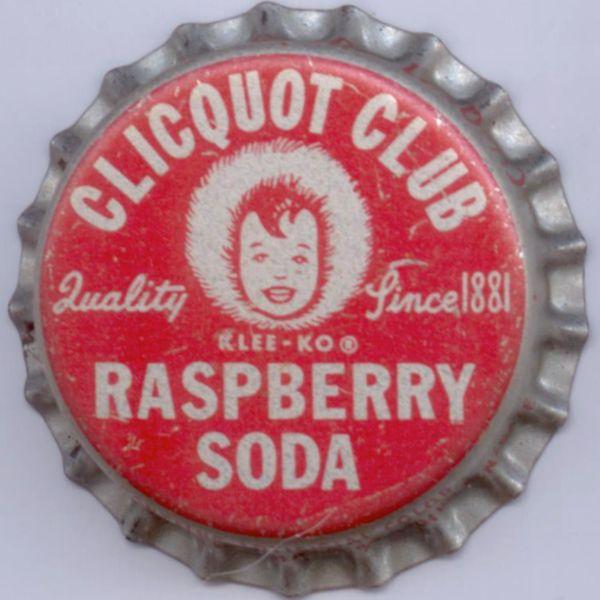 CLICQUOT CLUB
Quality Since 1881
KLEE-KO®
RASPBERRY
SODA